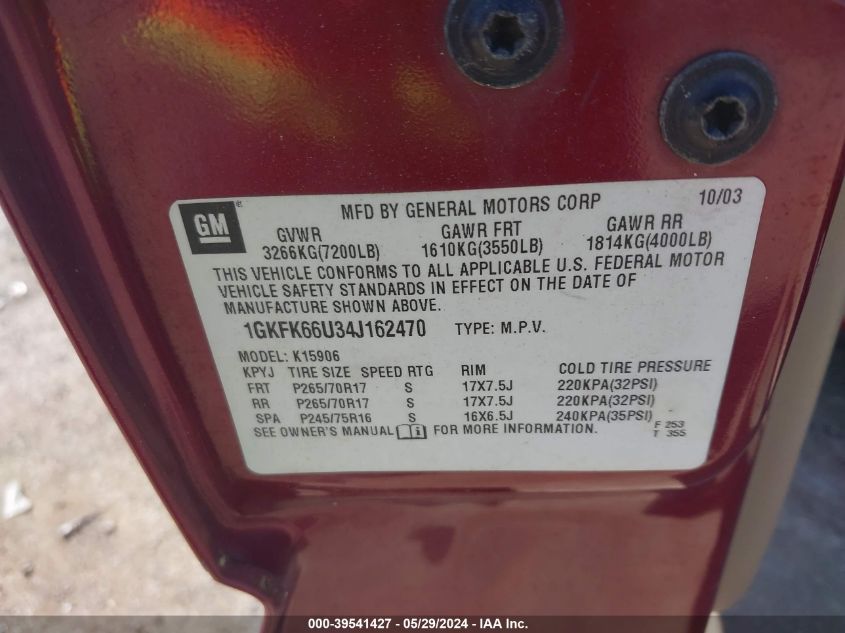 MFD BY GENERAL MOTORS CORP 10/03
GM®
GVWR GAWR FRT GAWR RR
3266KG(7200LB) 1610KG(3550LB) 1814KG(4000LB)
THIS VEHICLE CONFORMS TO ALL APPLICABLE U.S. FEDERAL MOTOR
VEHICLE SAFETY STANDARDS IN EFFECT ON THE DATE OF
MANUFACTURE SHOWN ABOVE.
1GKFK66U34J162470 TYPE: M.P.V.
MODEL: K15906
KPYJ TIRE SIZE SPEED RTG RIM COLD TIRE PRESSURE
FRT P265/70R17 S 17X7.5J 220KPA(32PSI)
RR P265/70R17 S 17X7.5J 220KPA(32PSI)
SPA P245/75R16 S 16X6.5J 240KPA(35PSI)
SEE OWNER'S MANUAL FOR MORE INFORMATION.
F 253
T 355
000-39541427 - 05/29/2024 - IAA Inc.